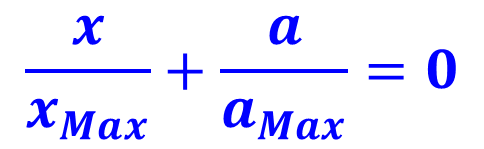 x/x_Max + a/a_Max = 0